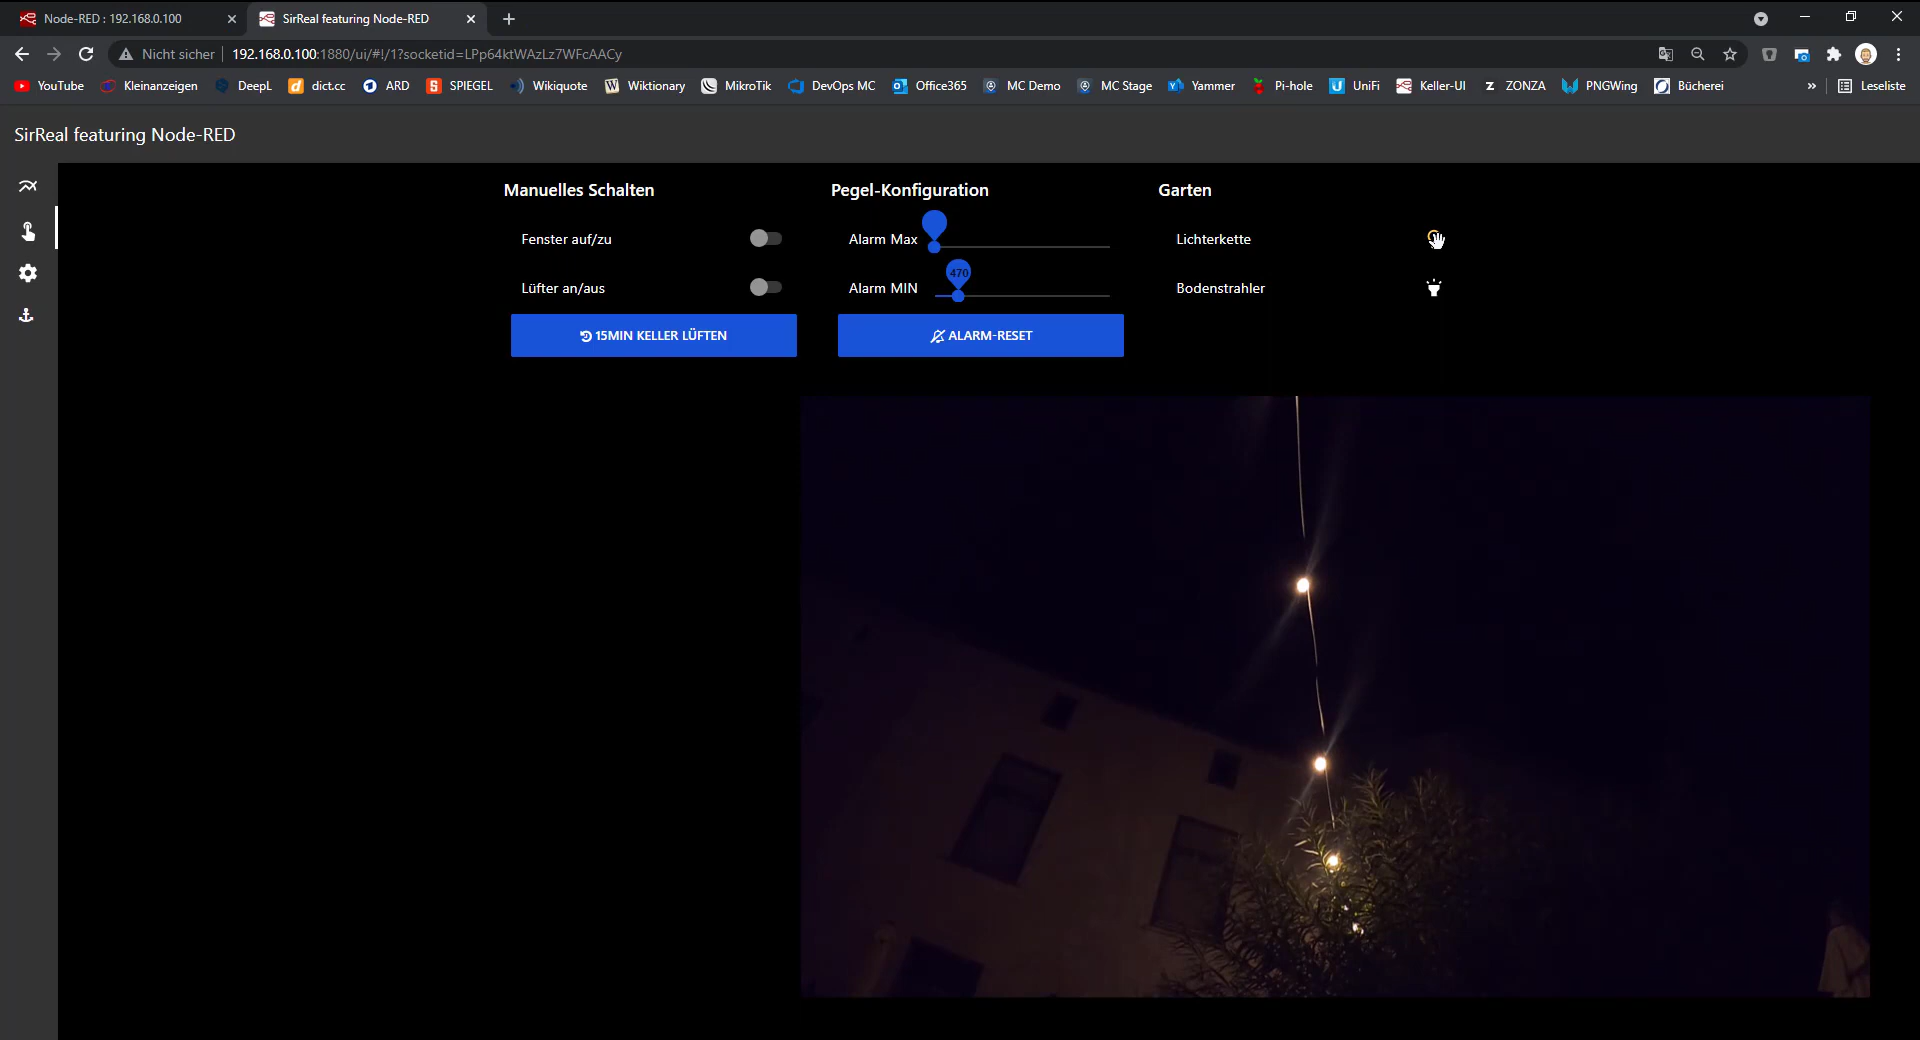 Node-RED : 192.168.0.100
SirReal featuring Node-RED
Nicht sicher 192.168.0.100:1880/ui/#!/1?socketid=LPp64ktWAzLz7WFcAACy
YouTube Kleinanzeigen DeepL dict.cc ARD SPIEGEL Wikiquote Wiktionary MikroTik DevOps MC Office365 MC Demo MC Stage Yammer Pi-hole UniFi Keller-UI ZONZA PNGWing Bücherei » Leseliste
SirReal featuring Node-RED
Manuelles Schalten
Fenster auf/zu
Lüfter an/aus
15MIN KELLER LÜFTEN
Pegel-Konfiguration
Alarm Max
Alarm MIN 470
ALARM-RESET
Garten
Lichterkette
Bodenstrahler